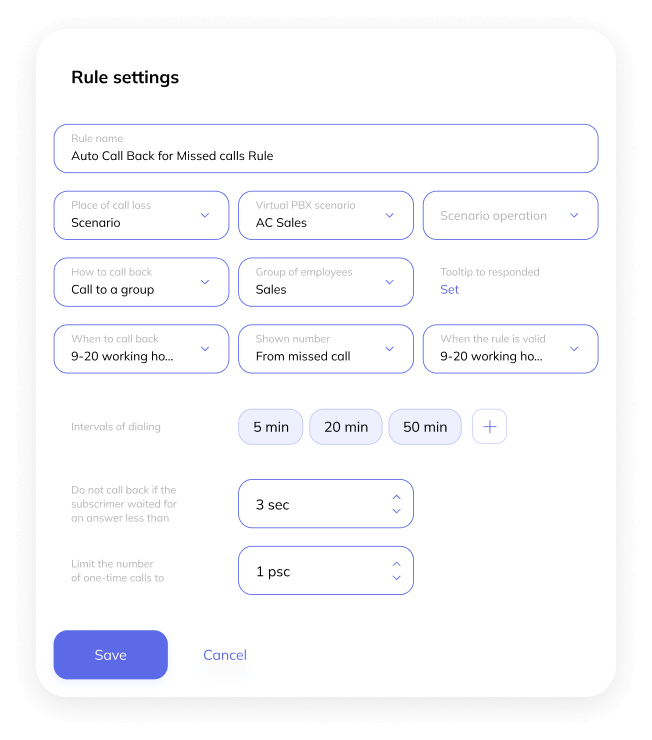 Rule settings
Rule name
Auto Call Back for Missed calls Rule
Place of call loss
Scenario
Virtual PBX scenario
AC Sales
Scenario operation
How to call back
Call to a group
Group of employees
Sales
Tooltip to responded
Set
When to call back
9-20 working ho...
Shown number
From missed call
When the rule is valid
9-20 working ho...
Intervals of dialing
5 min
20 min
50 min
Do not call back if the
subscrimer waited for
an answer less than
3 sec
Limit the number
of one-time calls to
1 psc
Save
Cancel